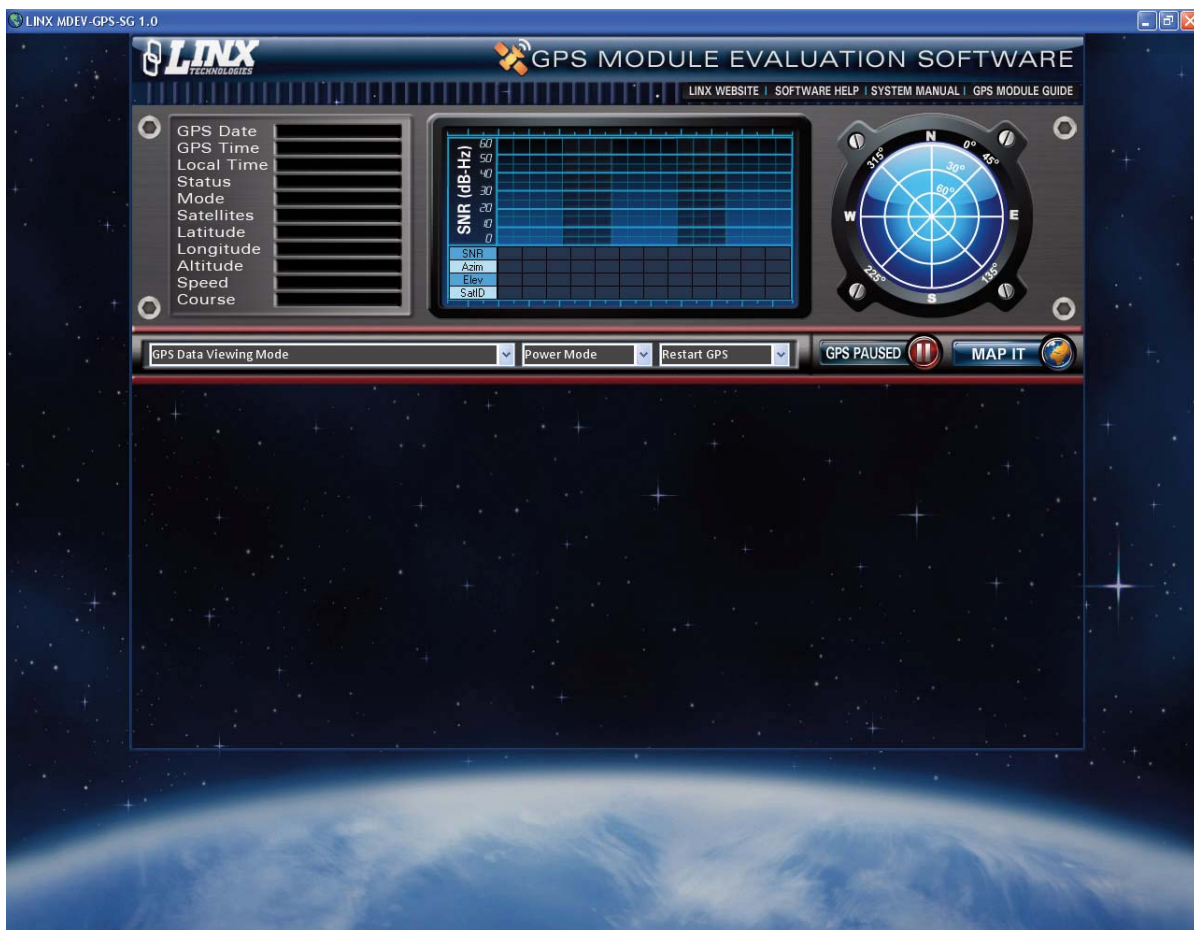 LINX MDEV-GPS-SG 1.0
LINX
TECHNOLOGIES
GPS MODULE EVALUATION SOFTWARE
LINX WEBSITE | SOFTWARE HELP | SYSTEM MANUAL | GPS MODULE GUIDE
GPS Date
GPS Time
Local Time
Status
Mode
Satellites
Latitude
Longitude
Altitude
Speed
Course
SNR (dB-Hz)
60
50
40
30
20
10
0
SNR
Azim
Elev
SatID
N
0°
45°
315°
30°
60°
W
E
225°
135°
S
GPS Data Viewing Mode
Power Mode
Restart GPS
GPS PAUSED
MAP IT